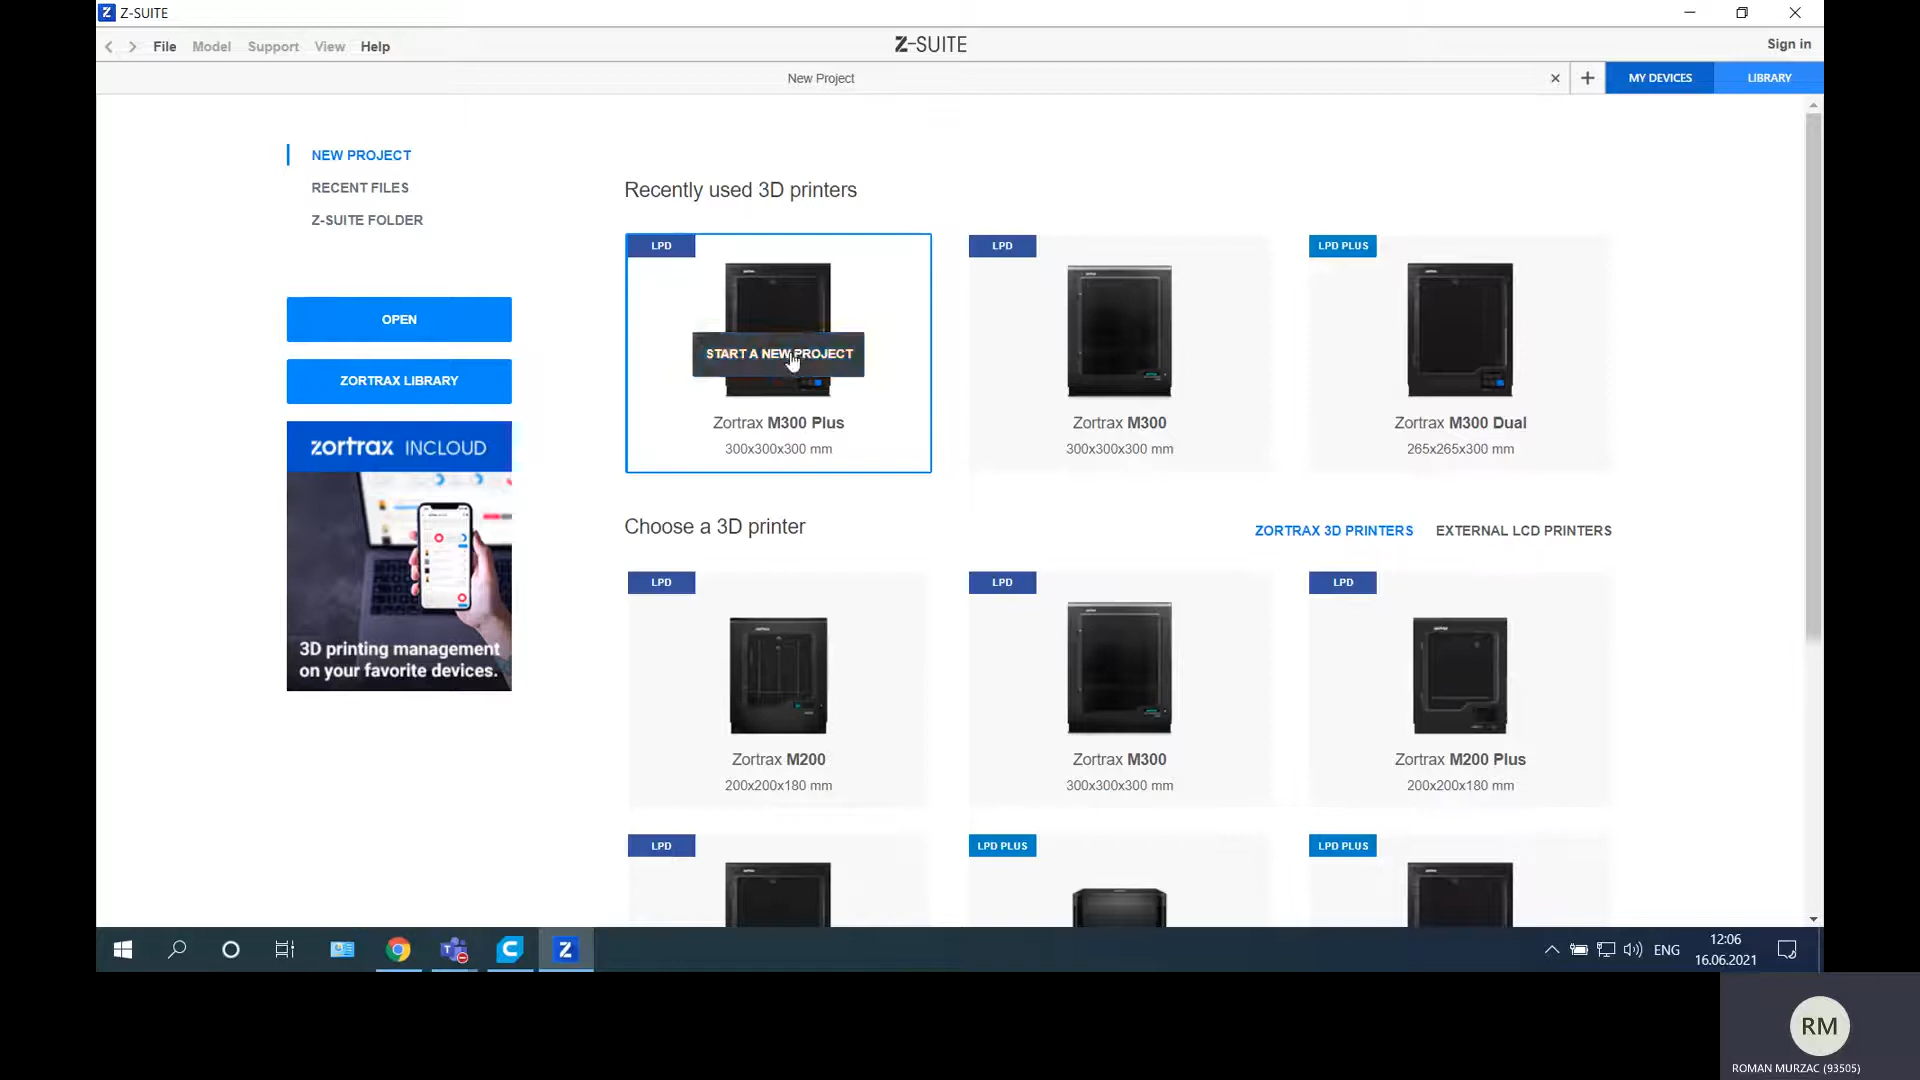 Z-SUITE
File Model Support View Help
Z-SUITE
Sign in
New Project
MY DEVICES
LIBRARY
NEW PROJECT
RECENT FILES
Z-SUITE FOLDER
OPEN
ZORTRAX LIBRARY
zortrax INCLOUD
3D printing management
on your favorite devices.
Recently used 3D printers
LPD
START A NEW PROJECT
Zortrax M300 Plus
300x300x300 mm
LPD
Zortrax M300
300x300x300 mm
LPD PLUS
Zortrax M300 Dual
265x265x300 mm
Choose a 3D printer
ZORTRAX 3D PRINTERS
EXTERNAL LCD PRINTERS
LPD
Zortrax M200
200x200x180 mm
LPD
Zortrax M300
300x300x300 mm
LPD
Zortrax M200 Plus
200x200x180 mm
LPD
LPD PLUS
LPD PLUS
ENG
12:06
16.06.2021
RM
ROMAN MURZAC (93505)